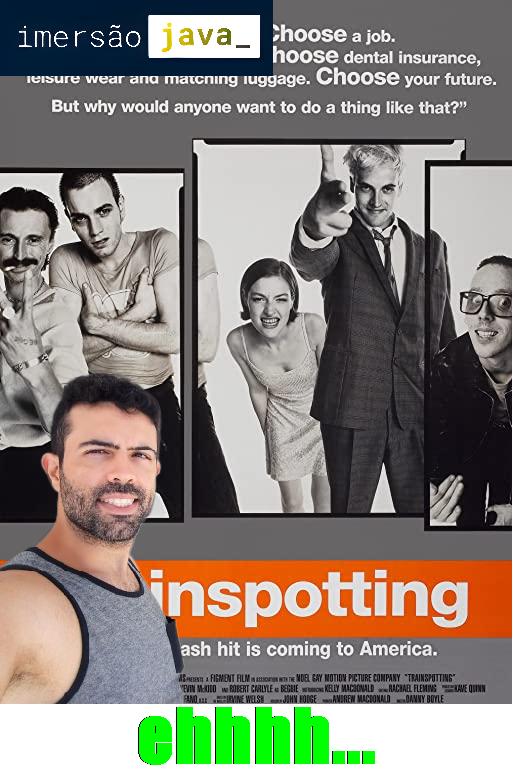 imersão java_
Choose a job.
hoose dental insurance,
leisure wear and matching luggage. Choose your future.
But why would anyone want to do a thing like that?”
inspotting
ash hit is coming to America.
PRESENTS A FIGMENT FILM IN ASSOCIATION WITH THE NOEL GAY MOTION PICTURE COMPANY "TRAINSPOTTING"
EVIN McKIDD AND ROBERT CARLYLE AS BEGBIE INTRODUCING KELLY MACDONALD CASTING RACHAEL FLEMING KAVE QUINN
IRVINE WELSH JOHN HODGE ANDREW MACDONALD DANNY BOYLE
ehhhh...